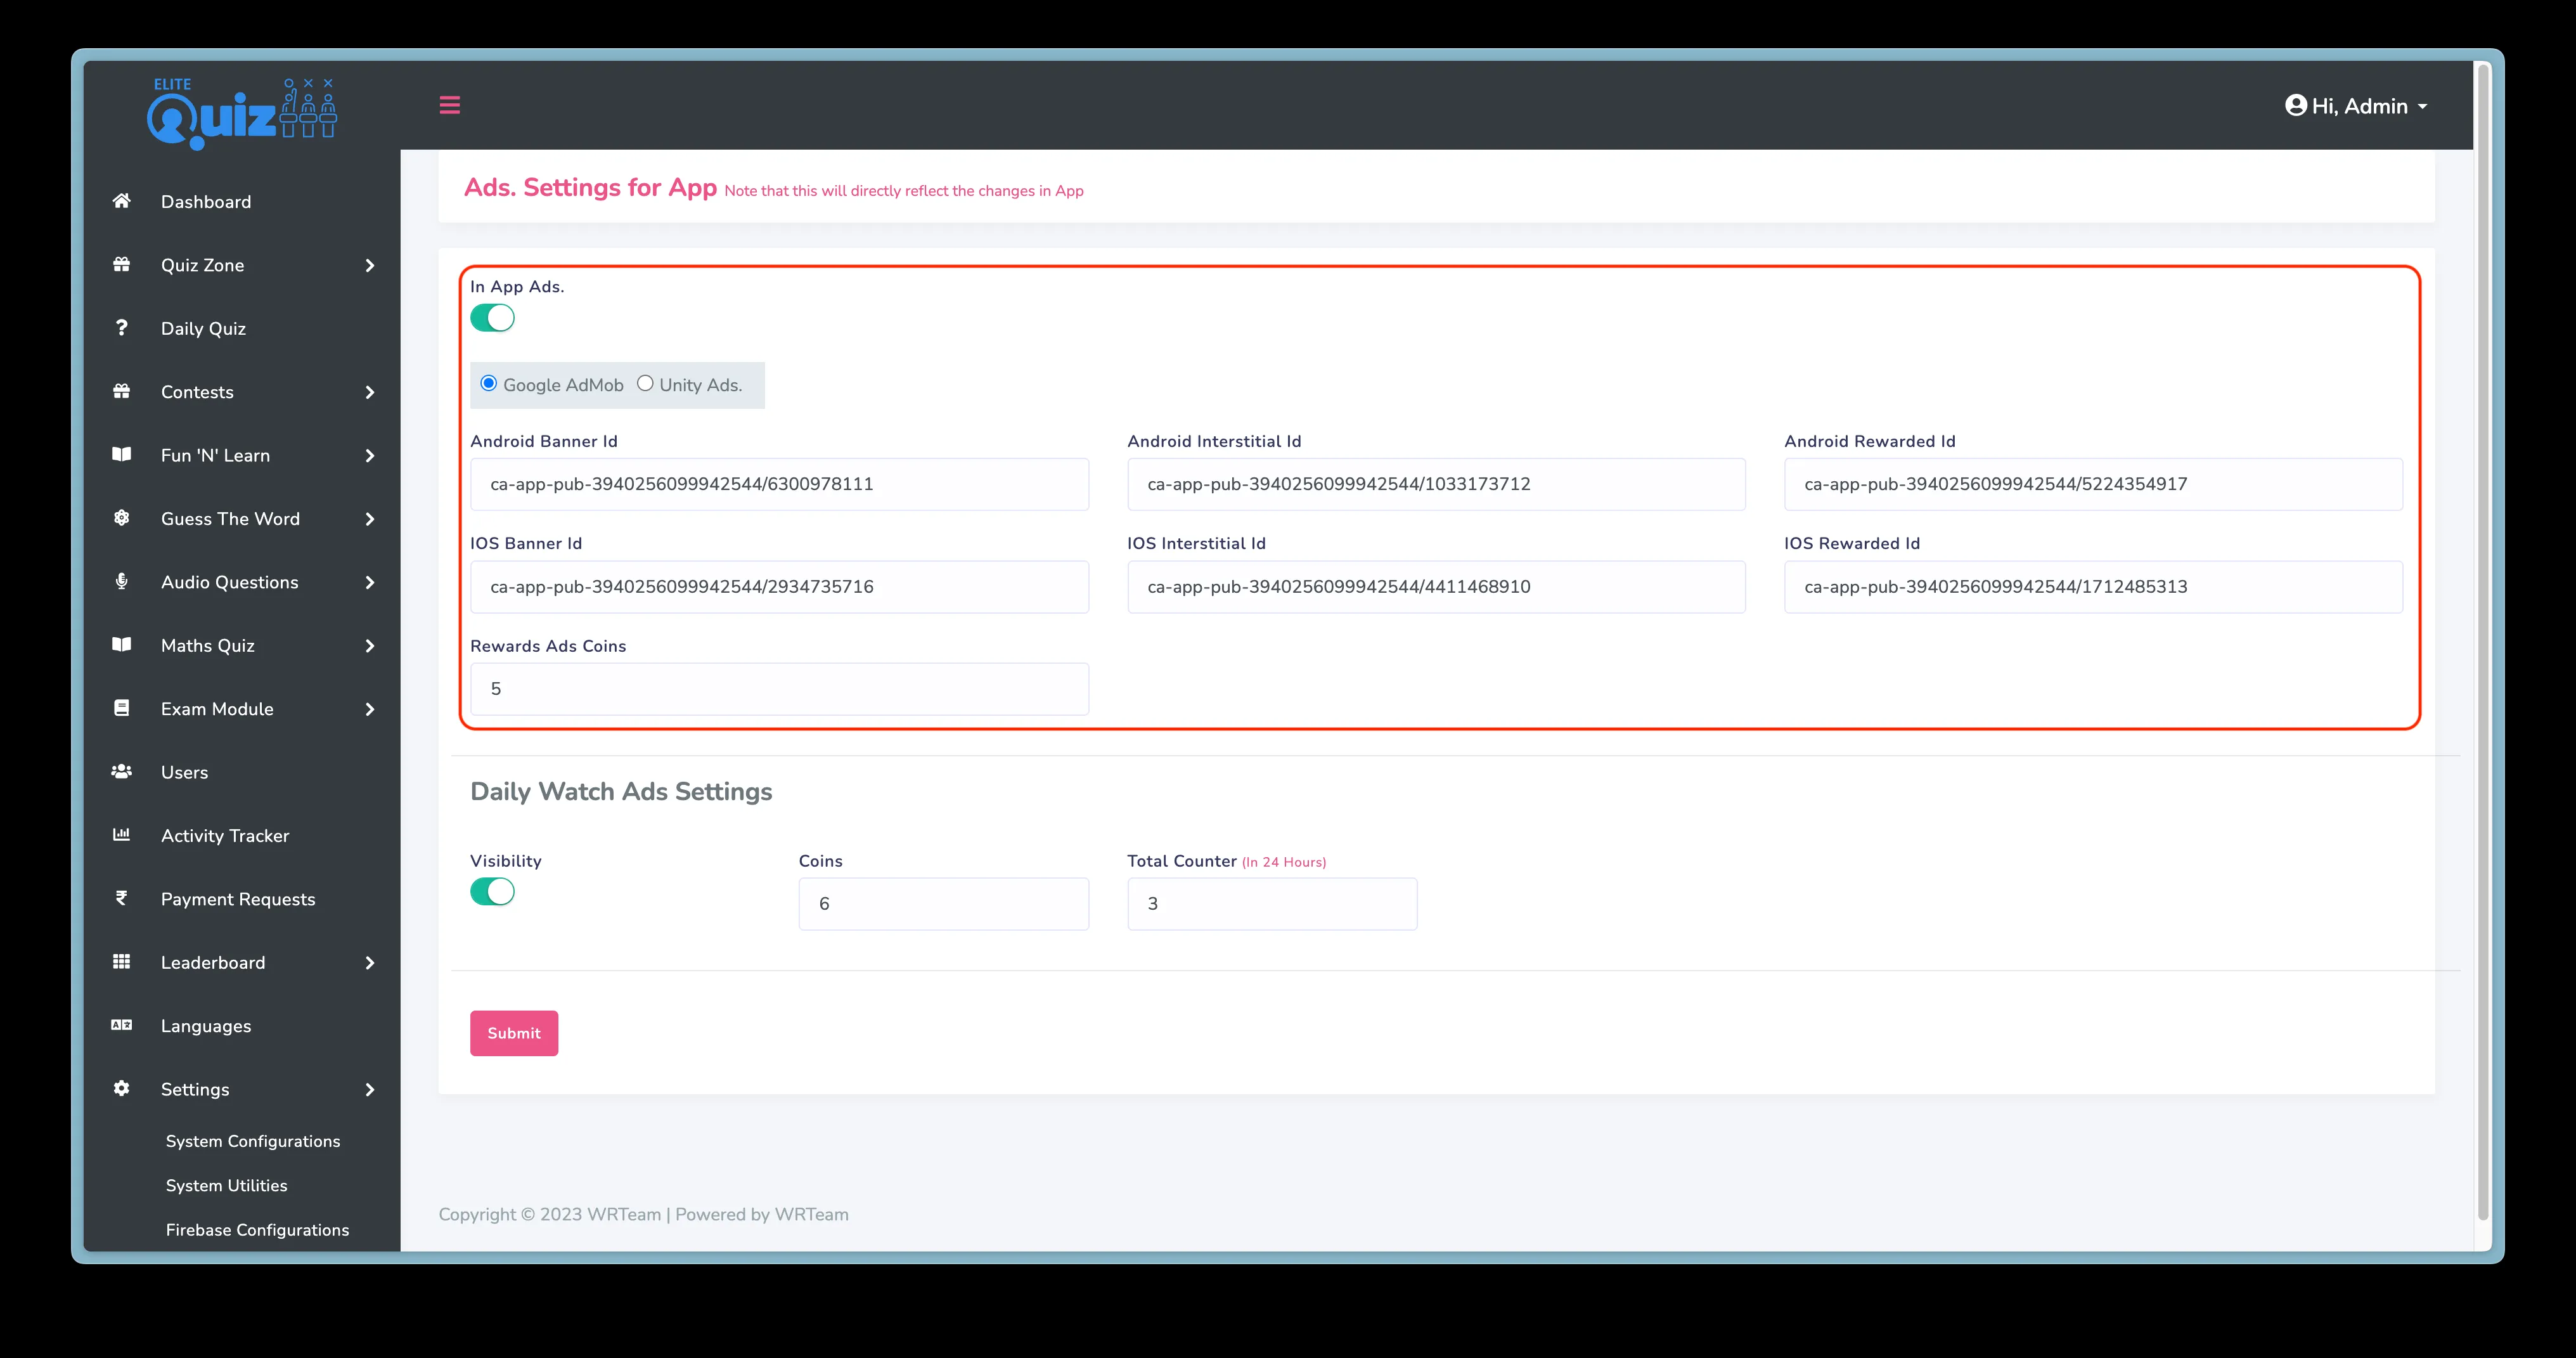 ELITE
Quiz
Hi, Admin
Dashboard
Quiz Zone
Daily Quiz
Contests
Fun 'N' Learn
Guess The Word
Audio Questions
Maths Quiz
Exam Module
Users
Activity Tracker
Payment Requests
Leaderboard
Languages
Settings
System Configurations
System Utilities
Firebase Configurations
Ads. Settings for App Note that this will directly reflect the changes in App
In App Ads.
Google AdMob Unity Ads.
Android Banner Id Android Interstitial Id Android Rewarded Id
ca-app-pub-3940256099942544/6300978111 ca-app-pub-3940256099942544/1033173712 ca-app-pub-3940256099942544/5224354917
IOS Banner Id IOS Interstitial Id IOS Rewarded Id
ca-app-pub-3940256099942544/2934735716 ca-app-pub-3940256099942544/4411468910 ca-app-pub-3940256099942544/1712485313
Rewards Ads Coins
5
Daily Watch Ads Settings
Visibility Coins Total Counter (In 24 Hours)
6 3
Submit
Copyright © 2023 WRTeam | Powered by WRTeam